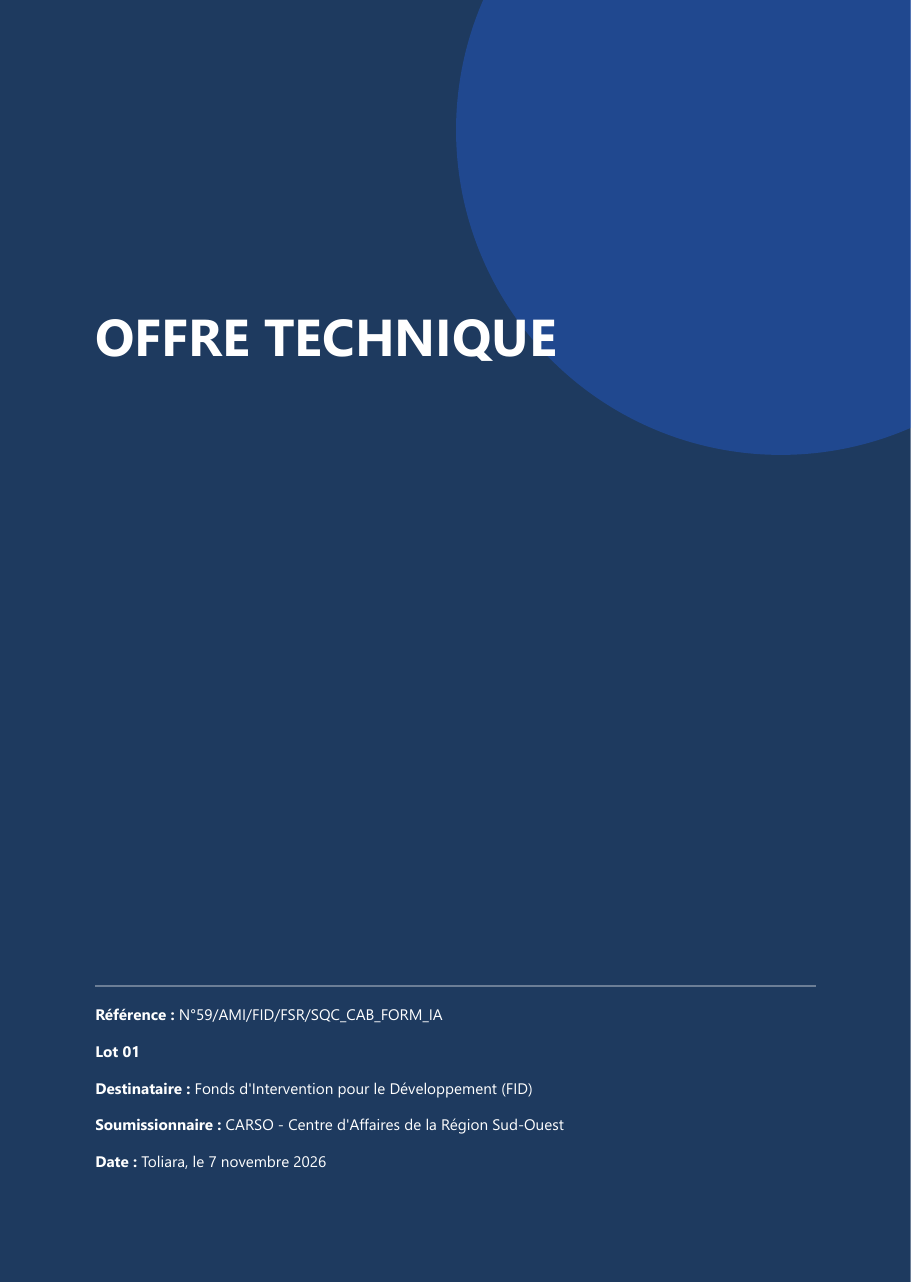 OFFRE TECHNIQUE
Référence : N°59/AMI/FID/FSR/SQC_CAB_FORM_IA
Lot 01
Destinataire : Fonds d'Intervention pour le Développement (FID)
Soumissionnaire : CARSO - Centre d'Affaires de la Région Sud-Ouest
Date : Toliara, le 7 novembre 2026